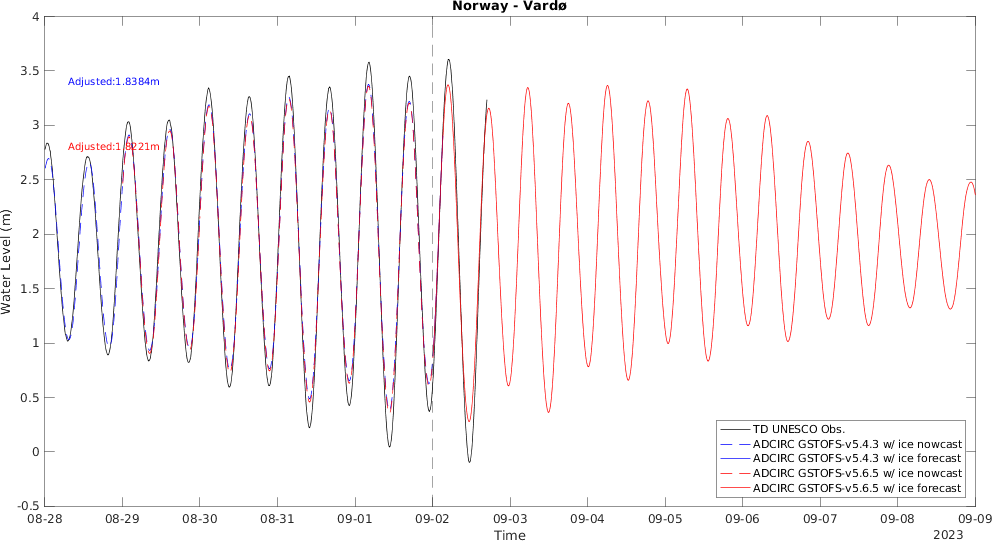 Norway - Vardø
4
3.5
3
2.5
2
1.5
1
0.5
0
-0.5
Water Level (m)
Adjusted:1.8384m
Adjusted:1.8221m
TD UNESCO Obs.
ADCIRC GSTOFS-v5.4.3 w/ ice nowcast
ADCIRC GSTOFS-v5.4.3 w/ ice forecast
ADCIRC GSTOFS-v5.6.5 w/ ice nowcast
ADCIRC GSTOFS-v5.6.5 w/ ice forecast
08-28 08-29 08-30 08-31 09-01 09-02 09-03 09-04 09-05 09-06 09-07 09-08 09-09
Time
2023